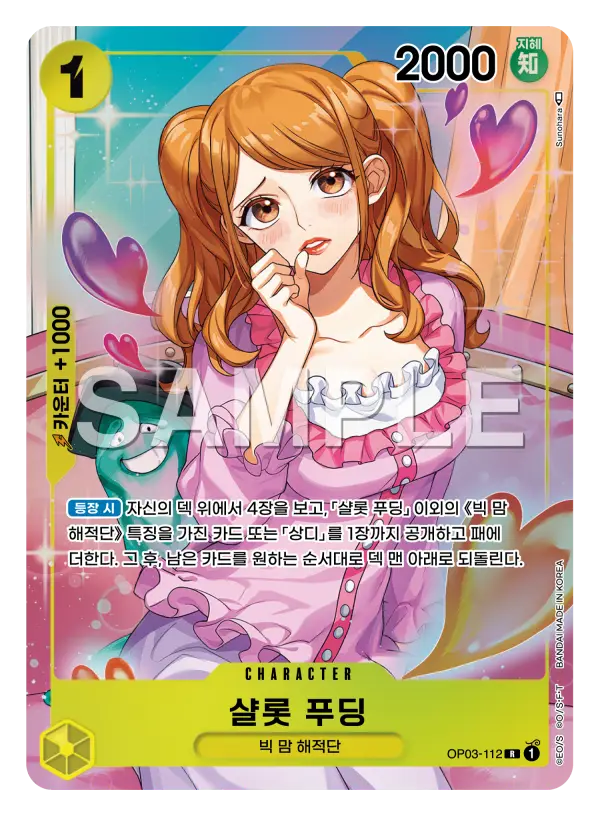 1
2000
지혜
知
Sunohara
카운터 +1000
SAMPLE
등장 시 자신의 덱 위에서 4장을 보고, 「샬롯 푸딩」 이외의 《빅 맘
해적단》 특징을 가진 카드 또는 「상디」를 1장까지 공개하고 패에
더한다. 그 후, 남은 카드를 원하는 순서대로 덱 맨 아래로 되돌린다.
CHARACTER
샬롯 푸딩
빅 맘 해적단
OP03-112 R 1
©EO/S ©O/S·F·T BANDAI MADE IN KOREA